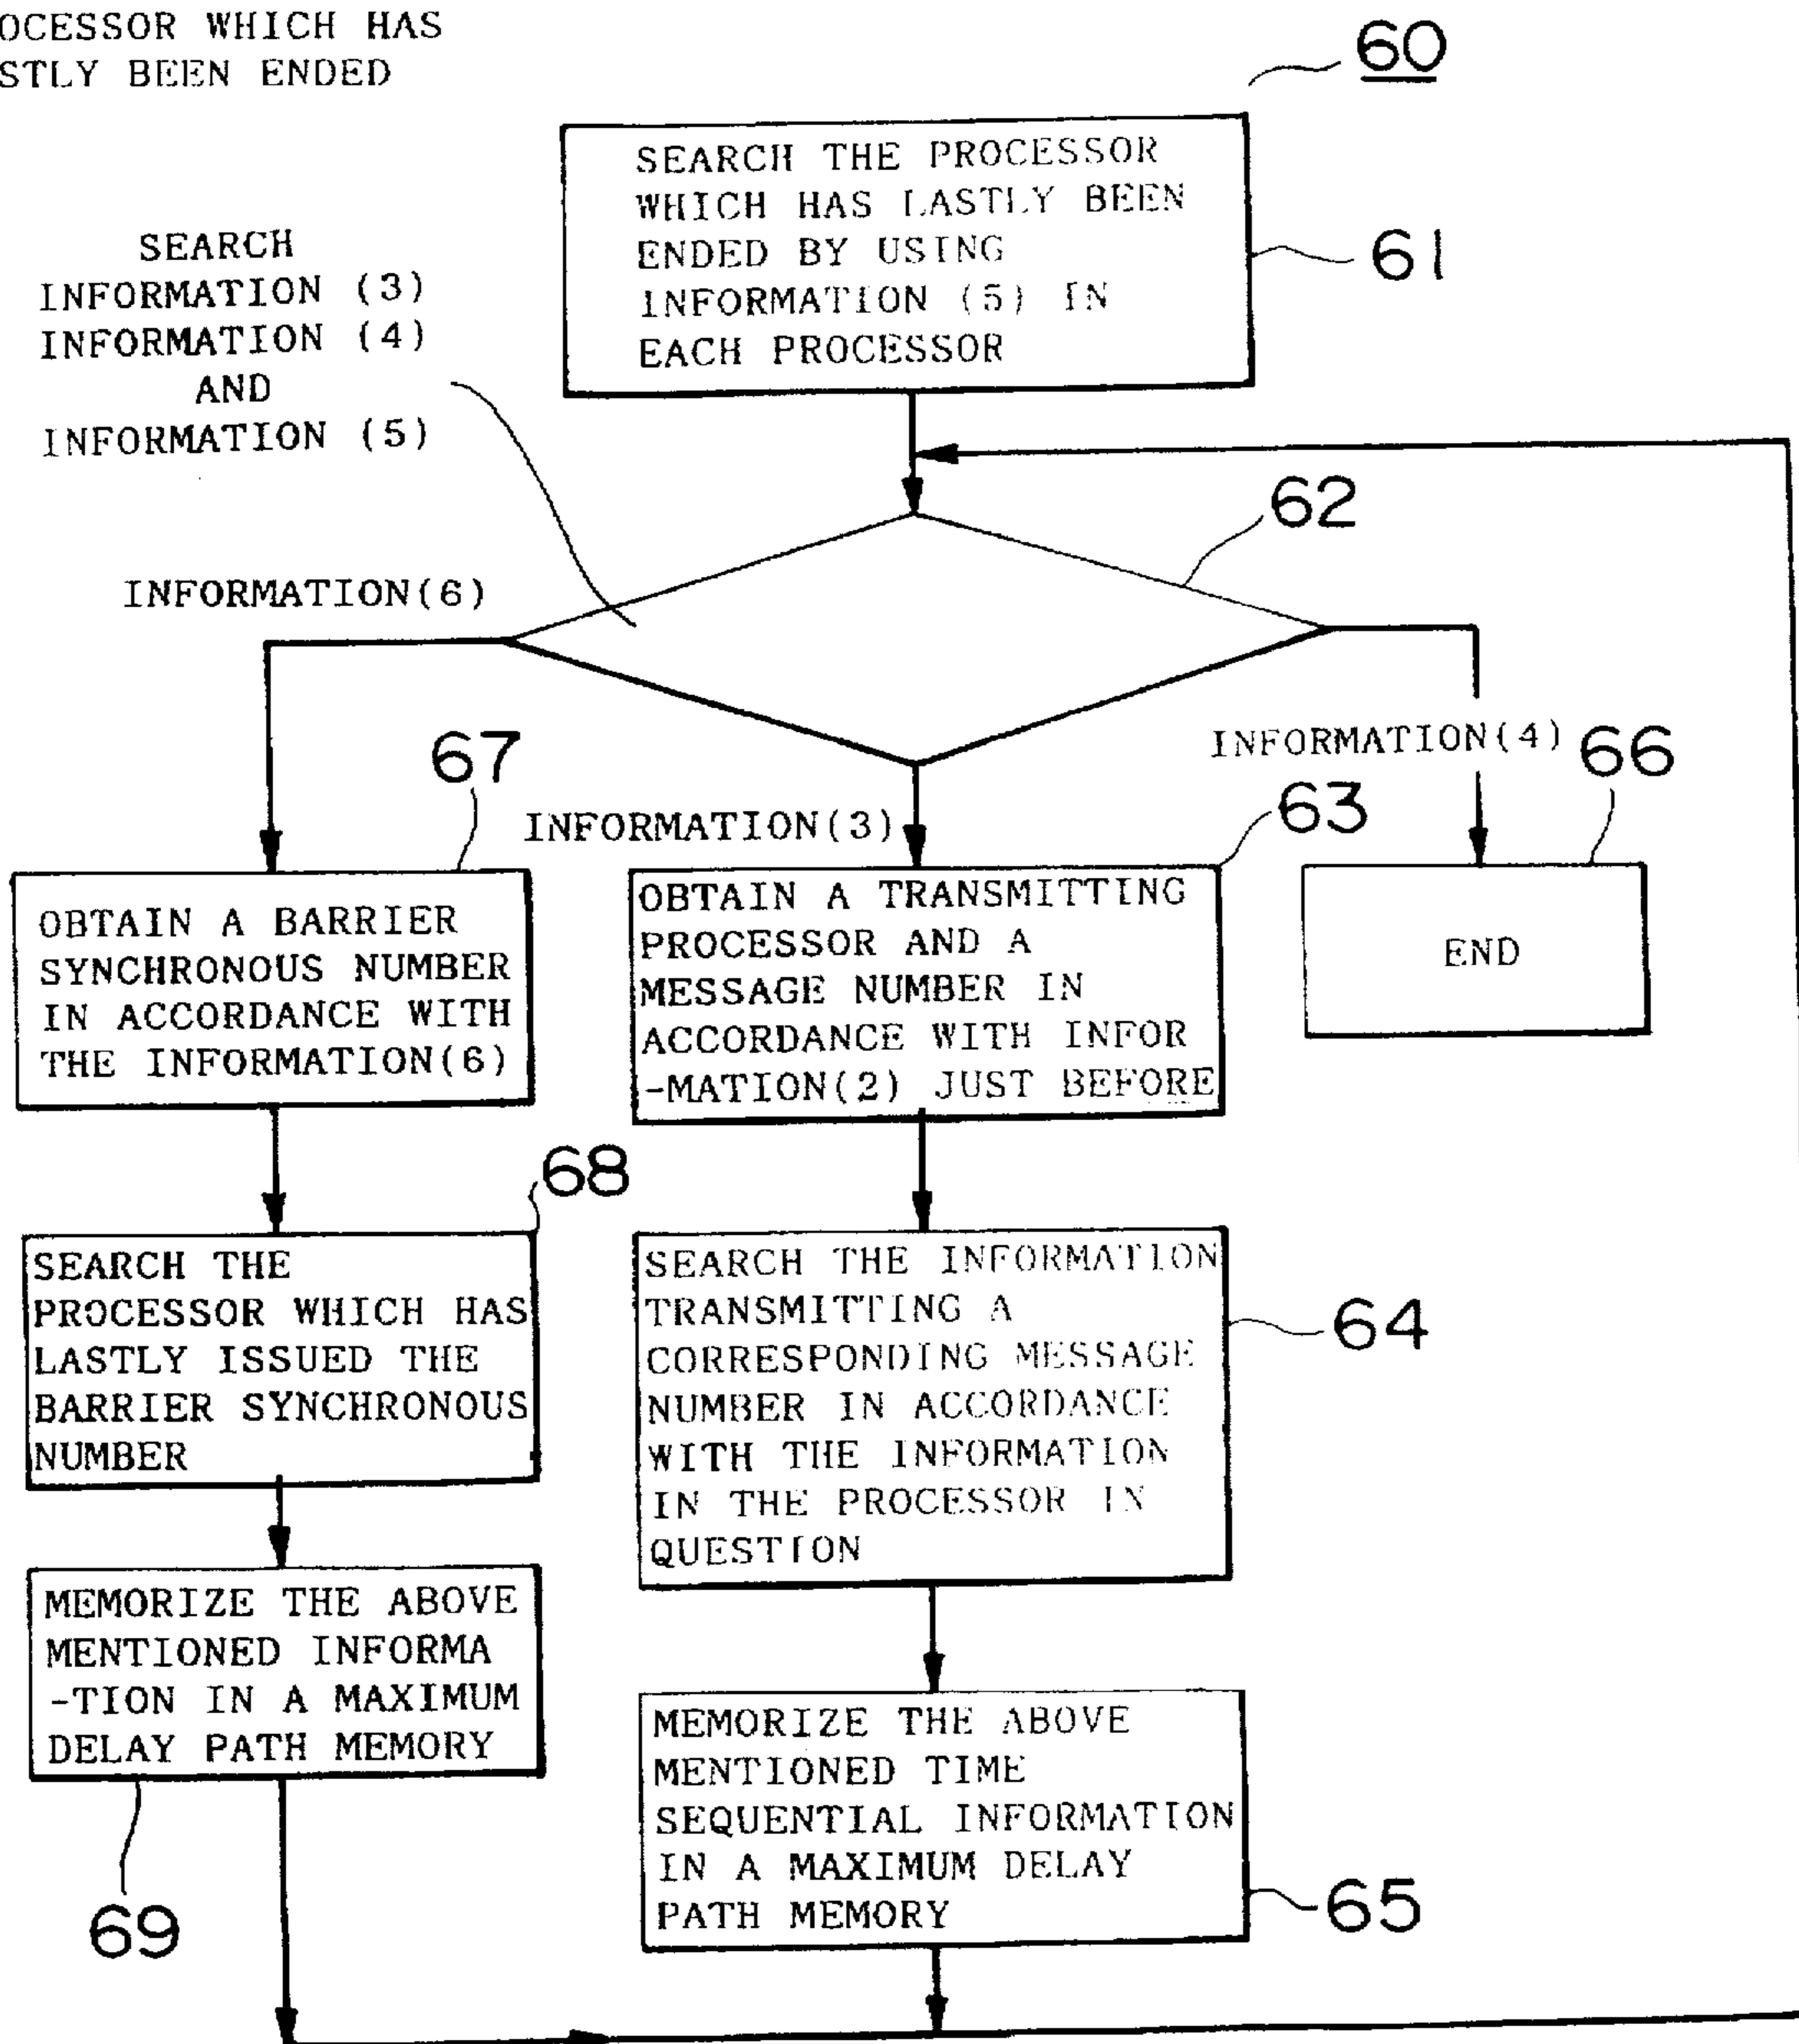 OCESSOR WHICH HAS
STLY BEEN ENDED
60
SEARCH THE PROCESSOR
WHICH HAS LASTLY BEEN
ENDED BY USING
INFORMATION (5) IN
EACH PROCESSOR
61
SEARCH
INFORMATION (3)
INFORMATION (4)
AND
INFORMATION (5)
62
INFORMATION(6)
INFORMATION(4)
66
67
INFORMATION(3)
63
OBTAIN A BARRIER
SYNCHRONOUS NUMBER
IN ACCORDANCE WITH
THE INFORMATION(6)
OBTAIN A TRANSMITTING
PROCESSOR AND A
MESSAGE NUMBER IN
ACCORDANCE WITH INFOR
-MATION(2) JUST BEFORE
END
68
SEARCH THE
PROCESSOR WHICH HAS
LASTLY ISSUED THE
BARRIER SYNCHRONOUS
NUMBER
SEARCH THE INFORMATION
TRANSMITTING A
CORRESPONDING MESSAGE
NUMBER IN ACCORDANCE
WITH THE INFORMATION
IN THE PROCESSOR IN
QUESTION
64
MEMORIZE THE ABOVE
MENTIONED INFORMA
-TION IN A MAXIMUM
DELAY PATH MEMORY
69
MEMORIZE THE ABOVE
MENTIONED TIME
SEQUENTIAL INFORMATION
IN A MAXIMUM DELAY
PATH MEMORY
65